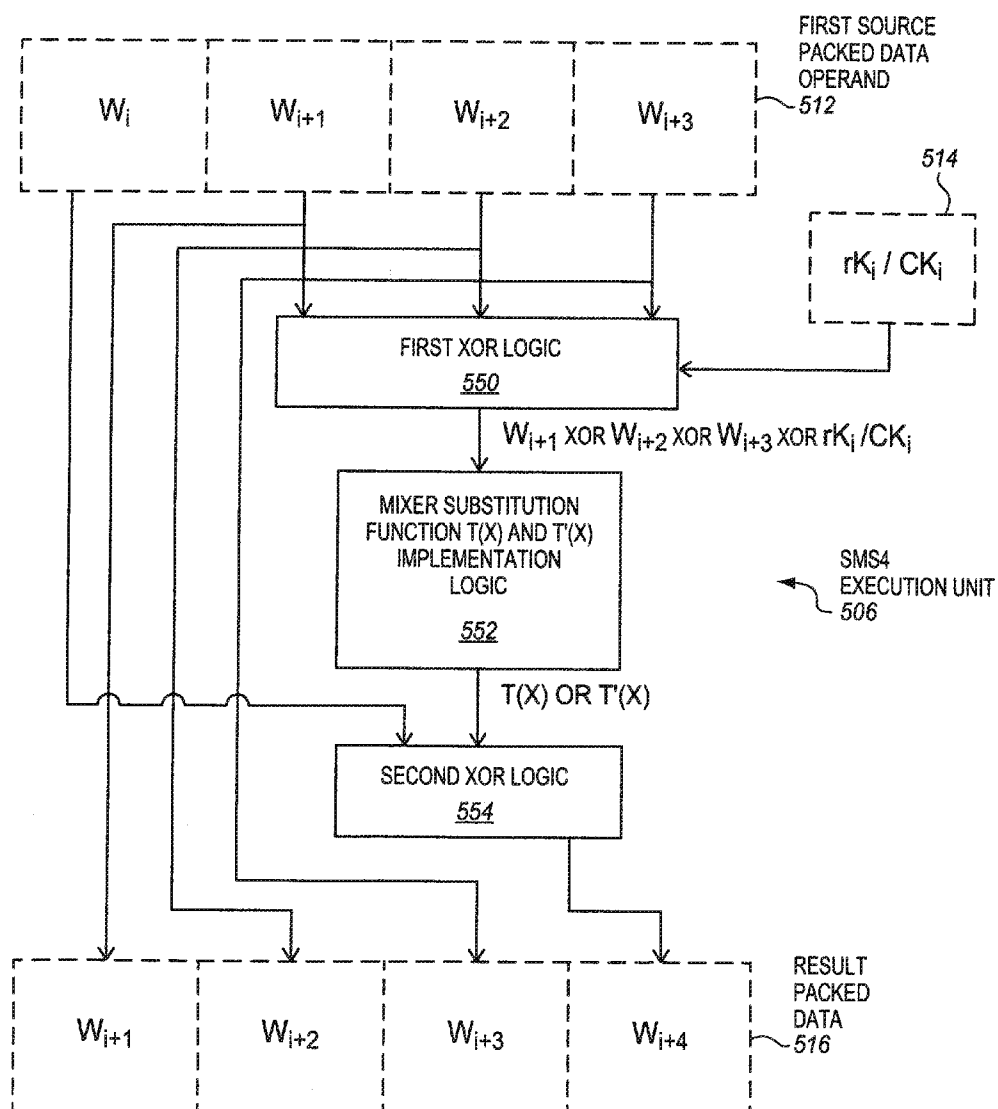 FIRST SOURCE
PACKED DATA
OPERAND
512
Wi Wi+1 Wi+2 Wi+3
514
rKi / CKi
FIRST XOR LOGIC
550
Wi+1 XOR Wi+2 XOR Wi+3 XOR rKi /CKi
MIXER SUBSTITUTION
FUNCTION T(X) AND T'(X)
IMPLEMENTATION
LOGIC
552
SMS4
EXECUTION UNIT
506
T(X) OR T'(X)
SECOND XOR LOGIC
554
RESULT
PACKED
DATA
516
Wi+1 Wi+2 Wi+3 Wi+4